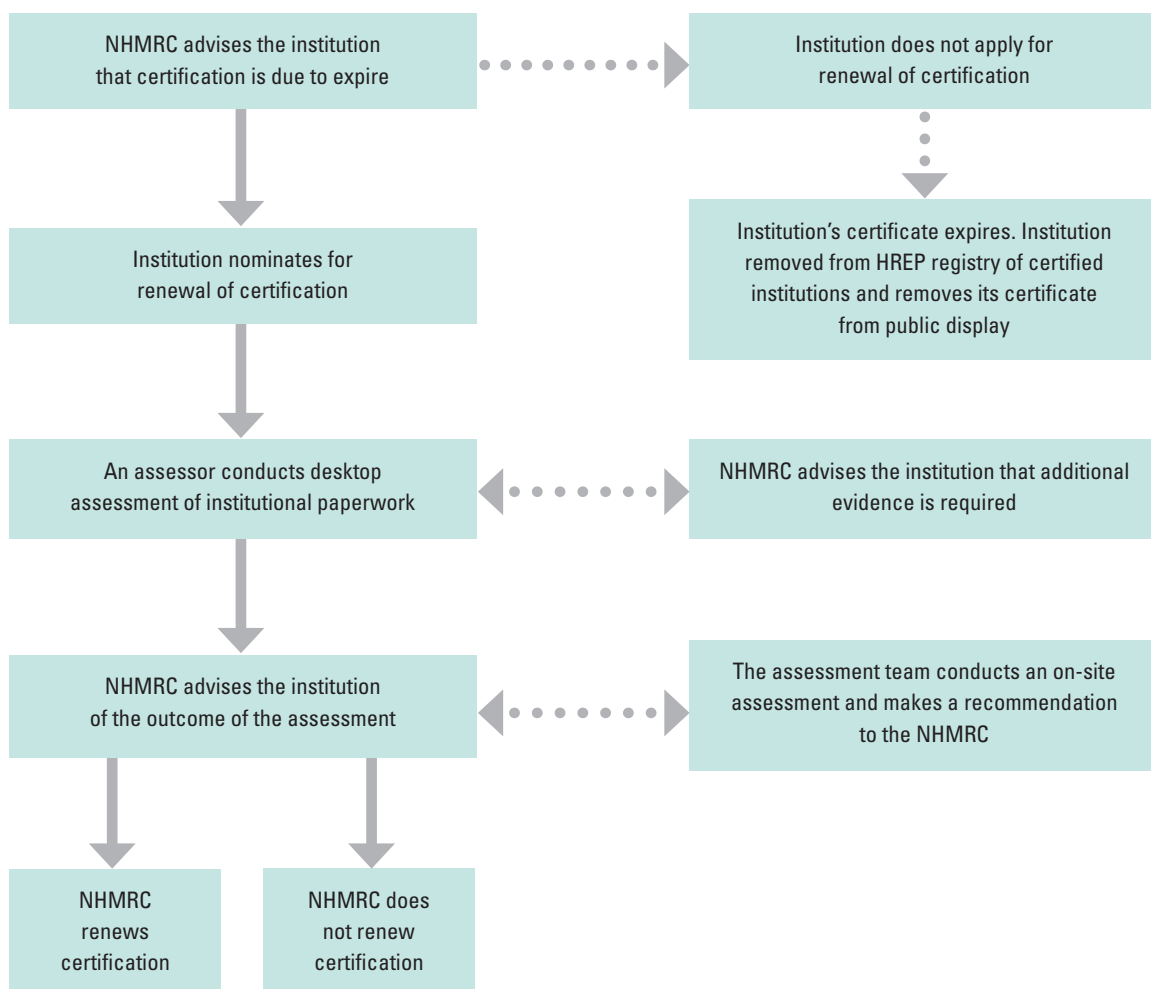 NHMRC advises the institution
that certification is due to expire
Institution does not apply for
renewal of certification
Institution nominates for
renewal of certification
Institution’s certificate expires. Institution
removed from HREP registry of certified
institutions and removes its certificate
from public display
An assessor conducts desktop
assessment of institutional paperwork
NHMRC advises the institution that additional
evidence is required
NHMRC advises the institution
of the outcome of the assessment
The assessment team conducts an on-site
assessment and makes a recommendation
to the NHMRC
NHMRC
renews
certification
NHMRC does
not renew
certification